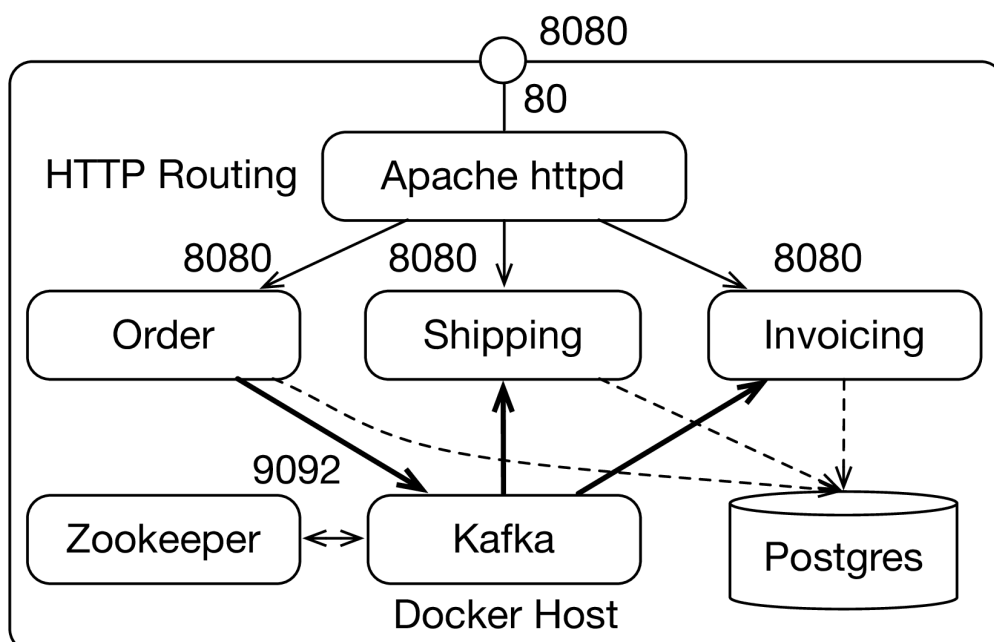 8080
80
HTTP Routing
Apache httpd
8080
8080
8080
Order
Shipping
Invoicing
9092
Zookeeper
Kafka
Postgres
Docker Host